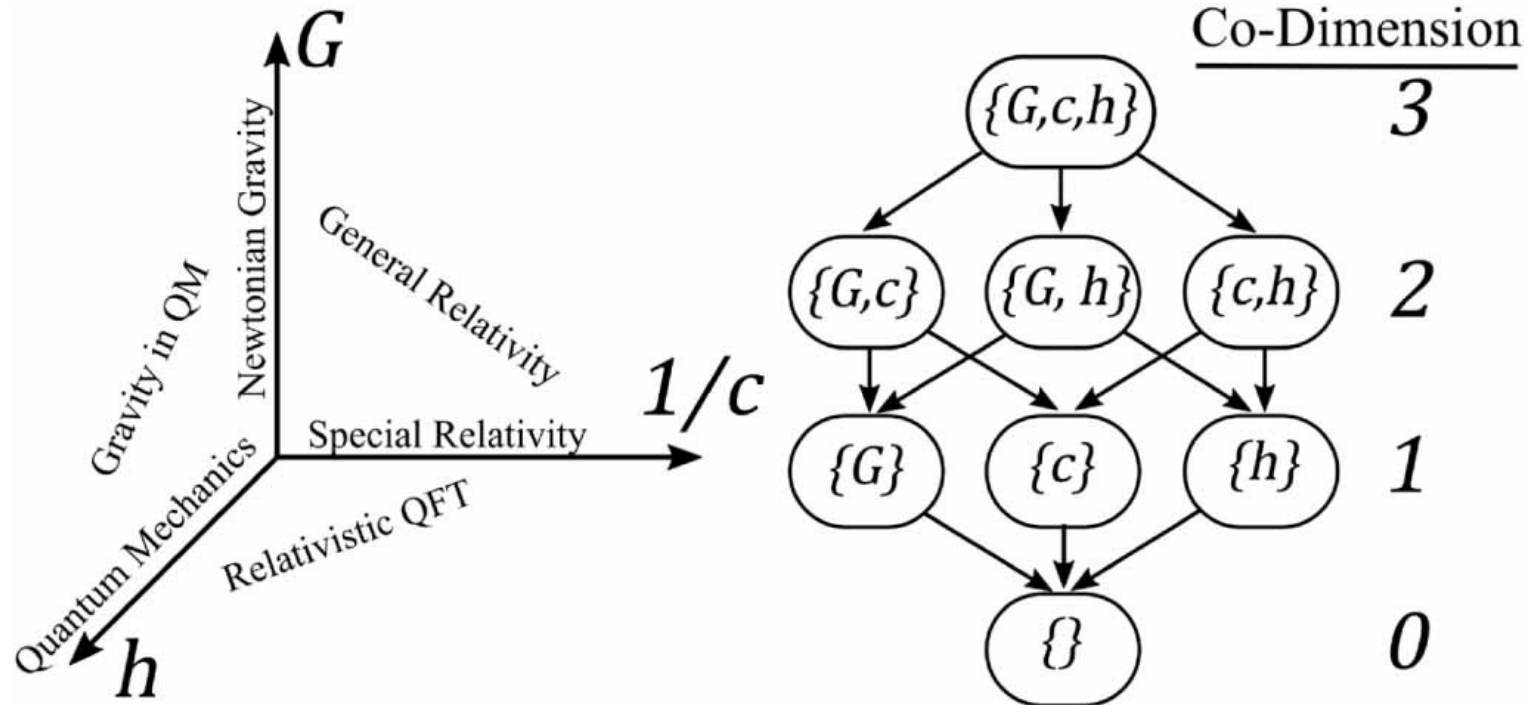 G
Newtonian Gravity
General Relativity
Gravity in QM
1/c
Special Relativity
Quantum Mechanics
Relativistic QFT
h
Co-Dimension
{G,c,h}
3
{G,c}
{G, h}
{c,h}
2
{G}
{c}
{h}
1
{}
0